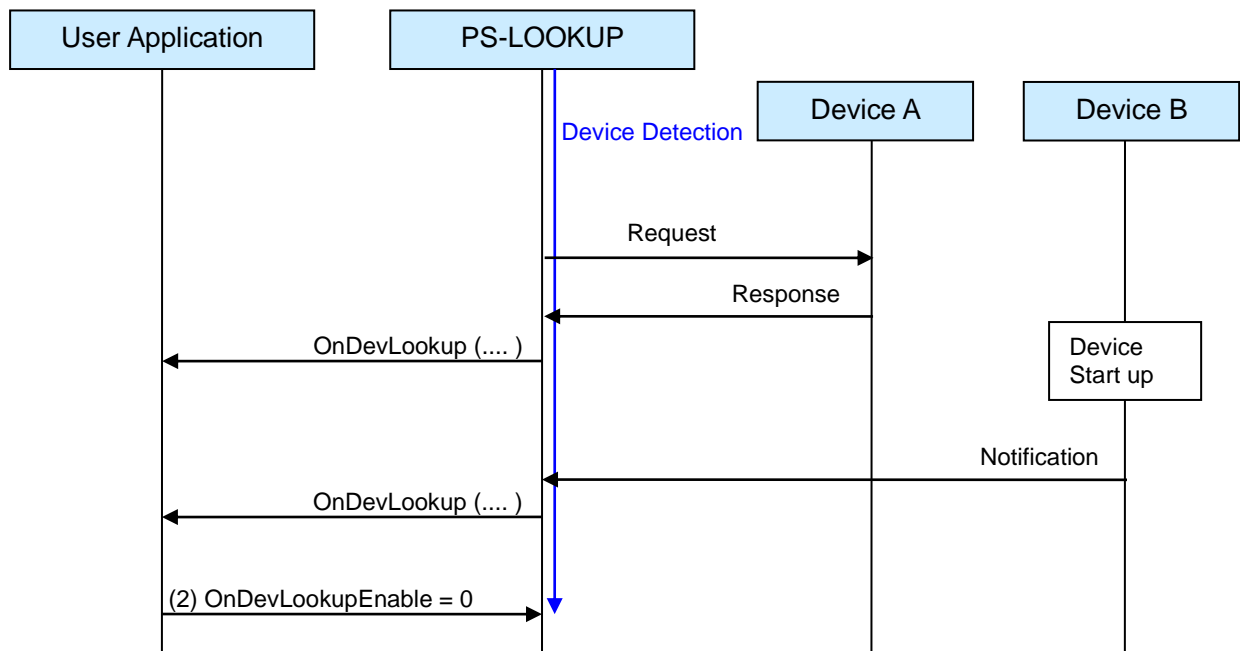 User Application
PS-LOOKUP
Device A
Device B
Device Detection
Request
Response
OnDevLookup (.... )
Device
Start up
Notification
OnDevLookup (.... )
(2) OnDevLookupEnable = 0